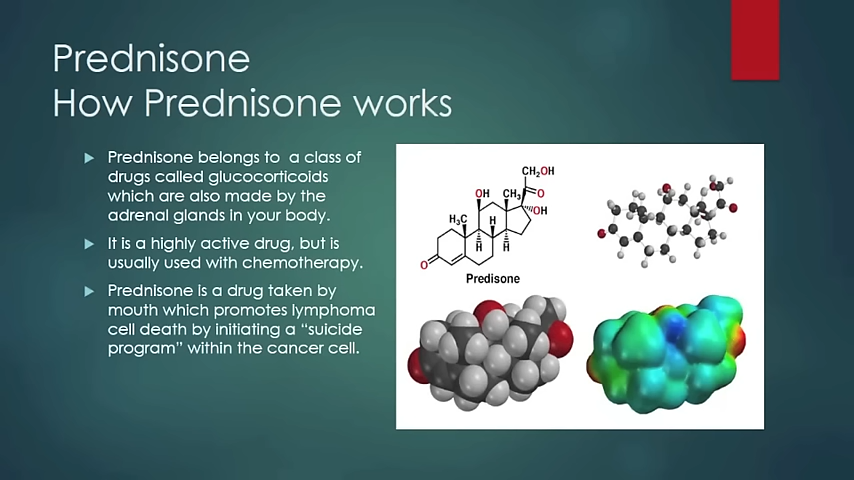 Prednisone
How Prednisone works
Prednisone belongs to a class of
drugs called glucocorticoids
which are also made by the
adrenal glands in your body.
It is a highly active drug, but is
usually used with chemotherapy.
Prednisone is a drug taken by
mouth which promotes lymphoma
cell death by initiating a “suicide
program” within the cancer cell.
CH₂OH
OH CH₃ O
OH
H₃C H
H H
O
Predisone